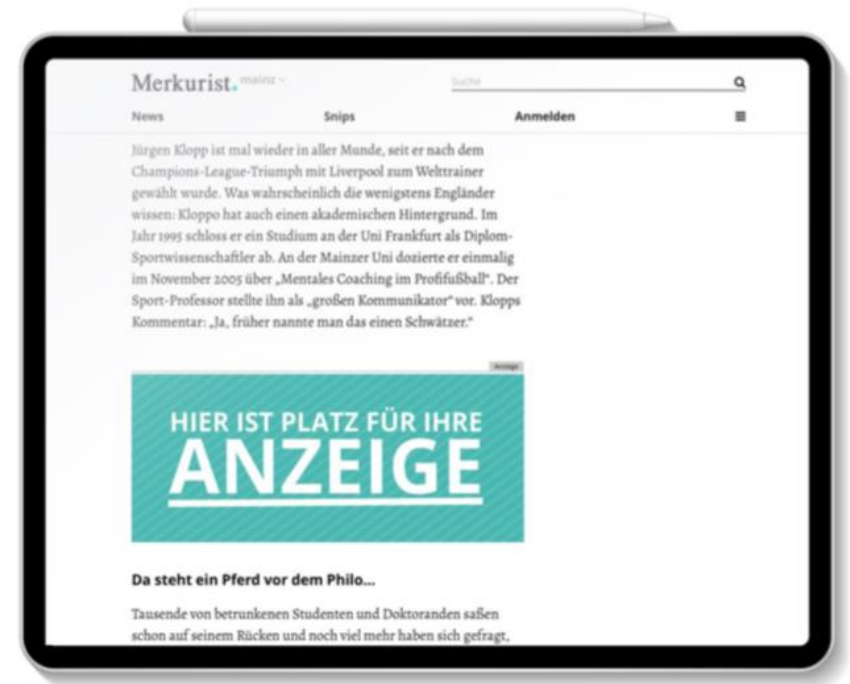 Merkurist. mainz
Suche
News
Snips
Anmelden
Jürgen Klopp ist mal wieder in aller Munde, seit er nach dem
Champions-League-Triumph mit Liverpool zum Welttrainer
gewählt wurde. Was wahrscheinlich die wenigstens Engländer
wissen: Kloppo hat auch einen akademischen Hintergrund. Im
Jahr 1995 schloss er ein Studium an der Uni Frankfurt als Diplom-
Sportwissenschaftler ab. An der Mainzer Uni dozierte er einmalig
im November 2005 über „Mentales Coaching im Profifußball“. Der
Sport-Professor stellte ihn als „großen Kommunikator“ vor. Klopps
Kommentar: „Ja, früher nannte man das einen Schwätzer.“
Anzeige
HIER IST PLATZ FÜR IHRE
ANZEIGE
Da steht ein Pferd vor dem Philo...
Tausende von betrunkenen Studenten und Doktoranden saßen
schon auf seinem Rücken und noch viel mehr haben sich gefragt,